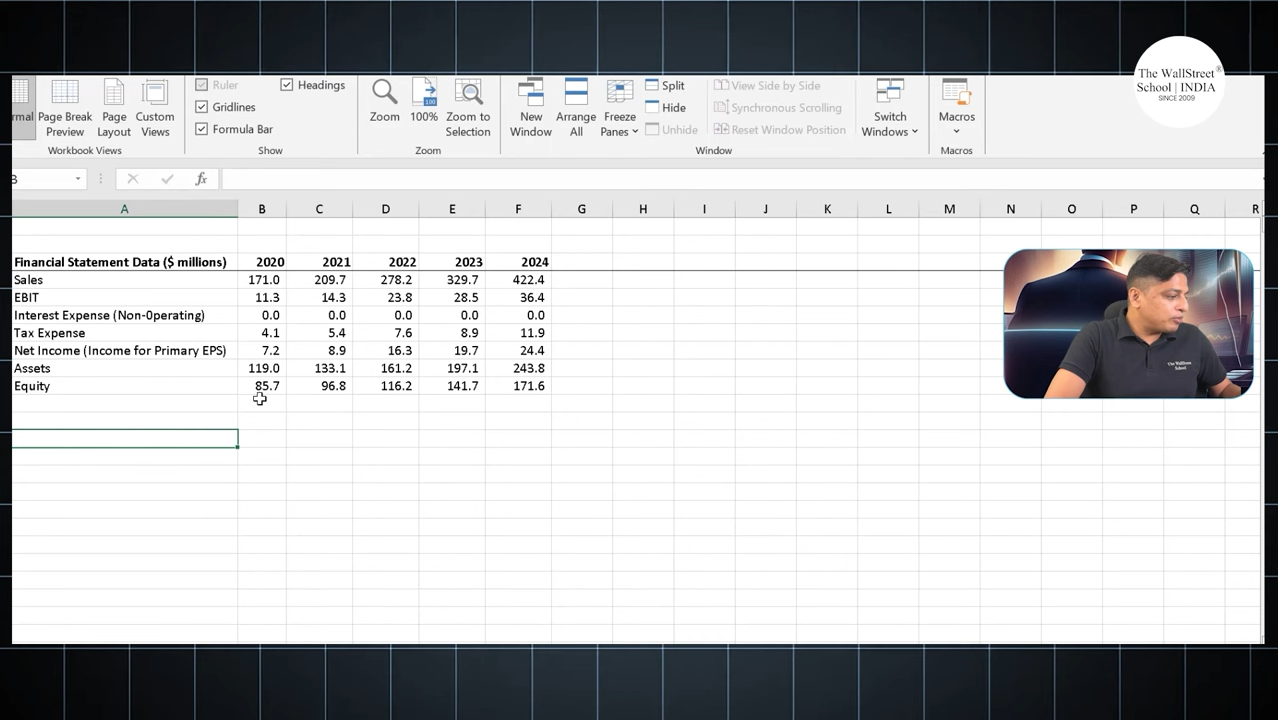 The WallStreet®
School | INDIA
SINCE 2009
Ruler
Headings
Gridlines
Formula Bar
Show
mal
Page Break
Preview
Page
Layout
Custom
Views
Workbook Views
Zoom
100%
Zoom to
Selection
Zoom
New
Window
Arrange
All
Freeze
Panes
Split
Hide
Unhide
View Side by Side
Synchronous Scrolling
Reset Window Position
Window
Switch
Windows
Macros
Macros
fx
A B C D E F G H I J K L M N O P Q R
Financial Statement Data ($ millions) 2020 2021 2022 2023 2024
Sales 171.0 209.7 278.2 329.7 422.4
EBIT 11.3 14.3 23.8 28.5 36.4
Interest Expense (Non-0perating) 0.0 0.0 0.0 0.0 0.0
Tax Expense 4.1 5.4 7.6 8.9 11.9
Net Income (Income for Primary EPS) 7.2 8.9 16.3 19.7 24.4
Assets 119.0 133.1 161.2 197.1 243.8
Equity 85.7 96.8 116.2 141.7 171.6
The WallStreet
School